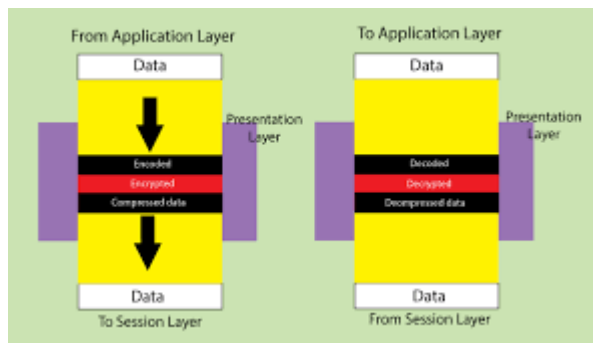 From Application Layer
Data
Presentation
Layer
Encoded
Encrypted
Compressed data
Data
To Session Layer
To Application Layer
Data
Presentation
Layer
Decoded
Decrypted
Decompressed data
Data
From Session Layer